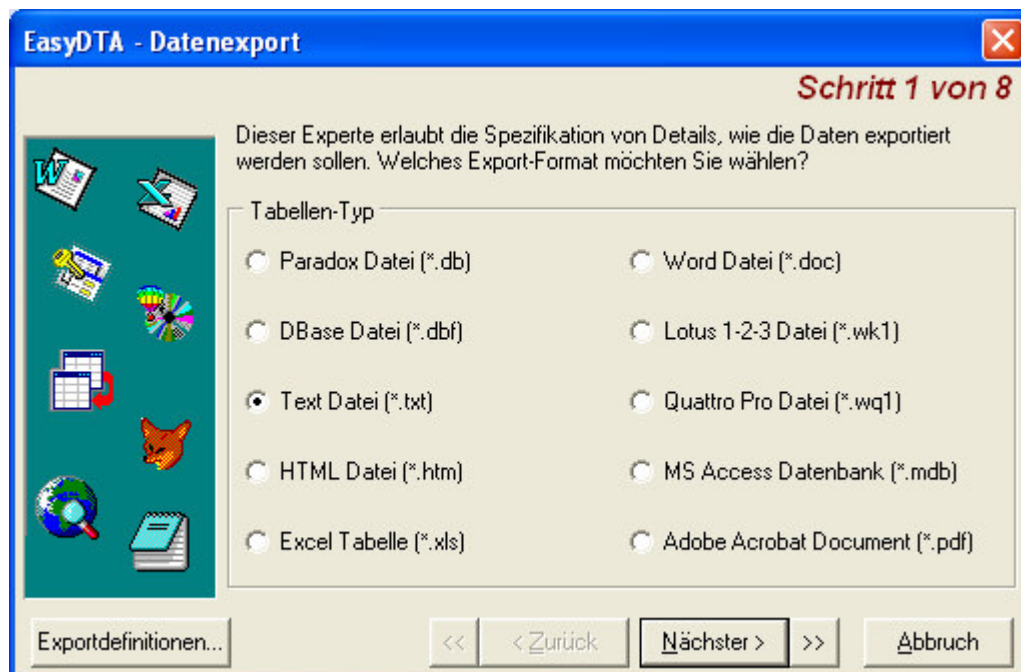 EasyDTA - Datenexport
Schritt 1 von 8
Dieser Experte erlaubt die Spezifikation von Details, wie die Daten exportiert
werden sollen. Welches Export-Format möchten Sie wählen?
Tabellen-Typ
Paradox Datei (*.db)
Word Datei (*.doc)
DBase Datei (*.dbf)
Lotus 1-2-3 Datei (*.wk1)
Text Datei (*.txt)
Quattro Pro Datei (*.wq1)
HTML Datei (*.htm)
MS Access Datenbank (*.mdb)
Excel Tabelle (*.xls)
Adobe Acrobat Document (*.pdf)
Exportdefinitionen...
<<
< Zurück
Nächster >
>>
Abbruch